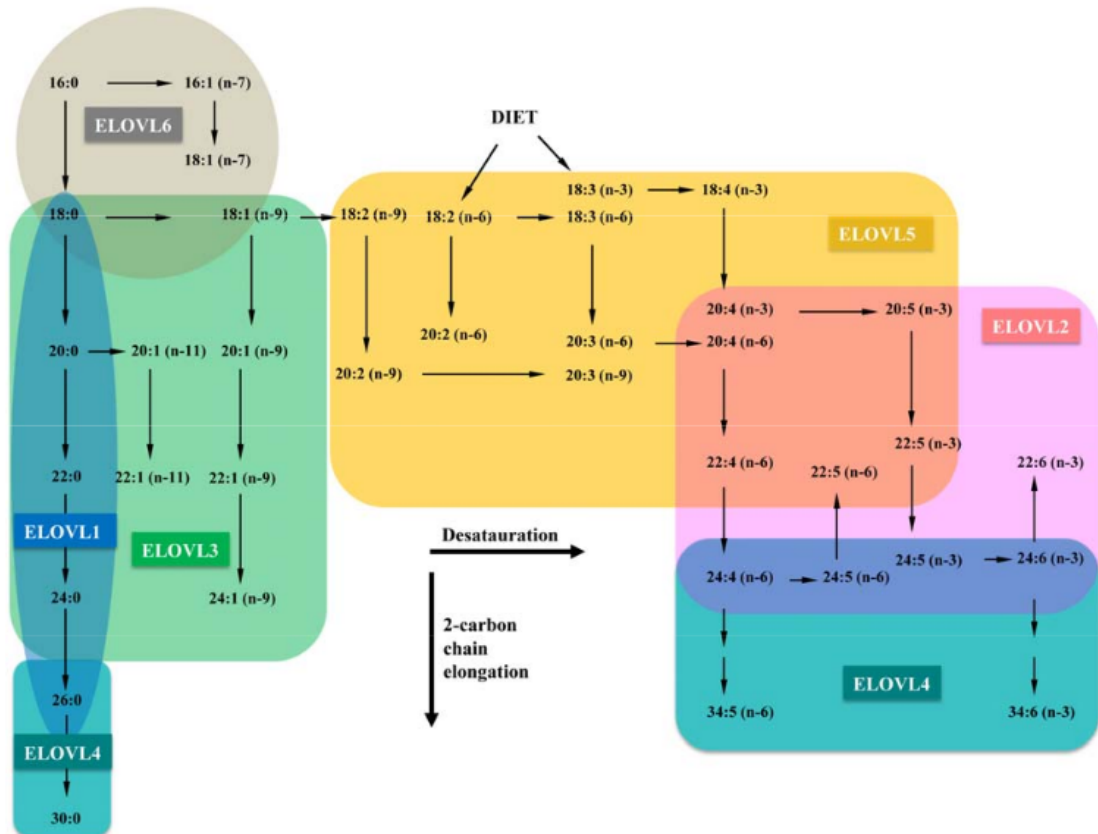 16:0
16:1 (n-7)
ELOVL6
18:1 (n-7)
DIET
18:3 (n-3)
18:4 (n-3)
18:0
18:1 (n-9)
18:2 (n-9)
18:2 (n-6)
18:3 (n-6)
ELOVL5
20:4 (n-3)
20:5 (n-3)
ELOVL2
20:2 (n-6)
20:0
20:1 (n-11)
20:1 (n-9)
20:3 (n-6)
20:4 (n-6)
20:2 (n-9)
20:3 (n-9)
22:5 (n-3)
22:0
22:1 (n-11)
22:1 (n-9)
22:4 (n-6)
22:5 (n-6)
22:6 (n-3)
ELOVL1
ELOVL3
Desatauration
24:5 (n-3)
24:6 (n-3)
24:0
24:1 (n-9)
24:4 (n-6)
24:5 (n-6)
2-carbon
chain
elongation
ELOVL4
26:0
34:5 (n-6)
34:6 (n-3)
ELOVL4
30:0